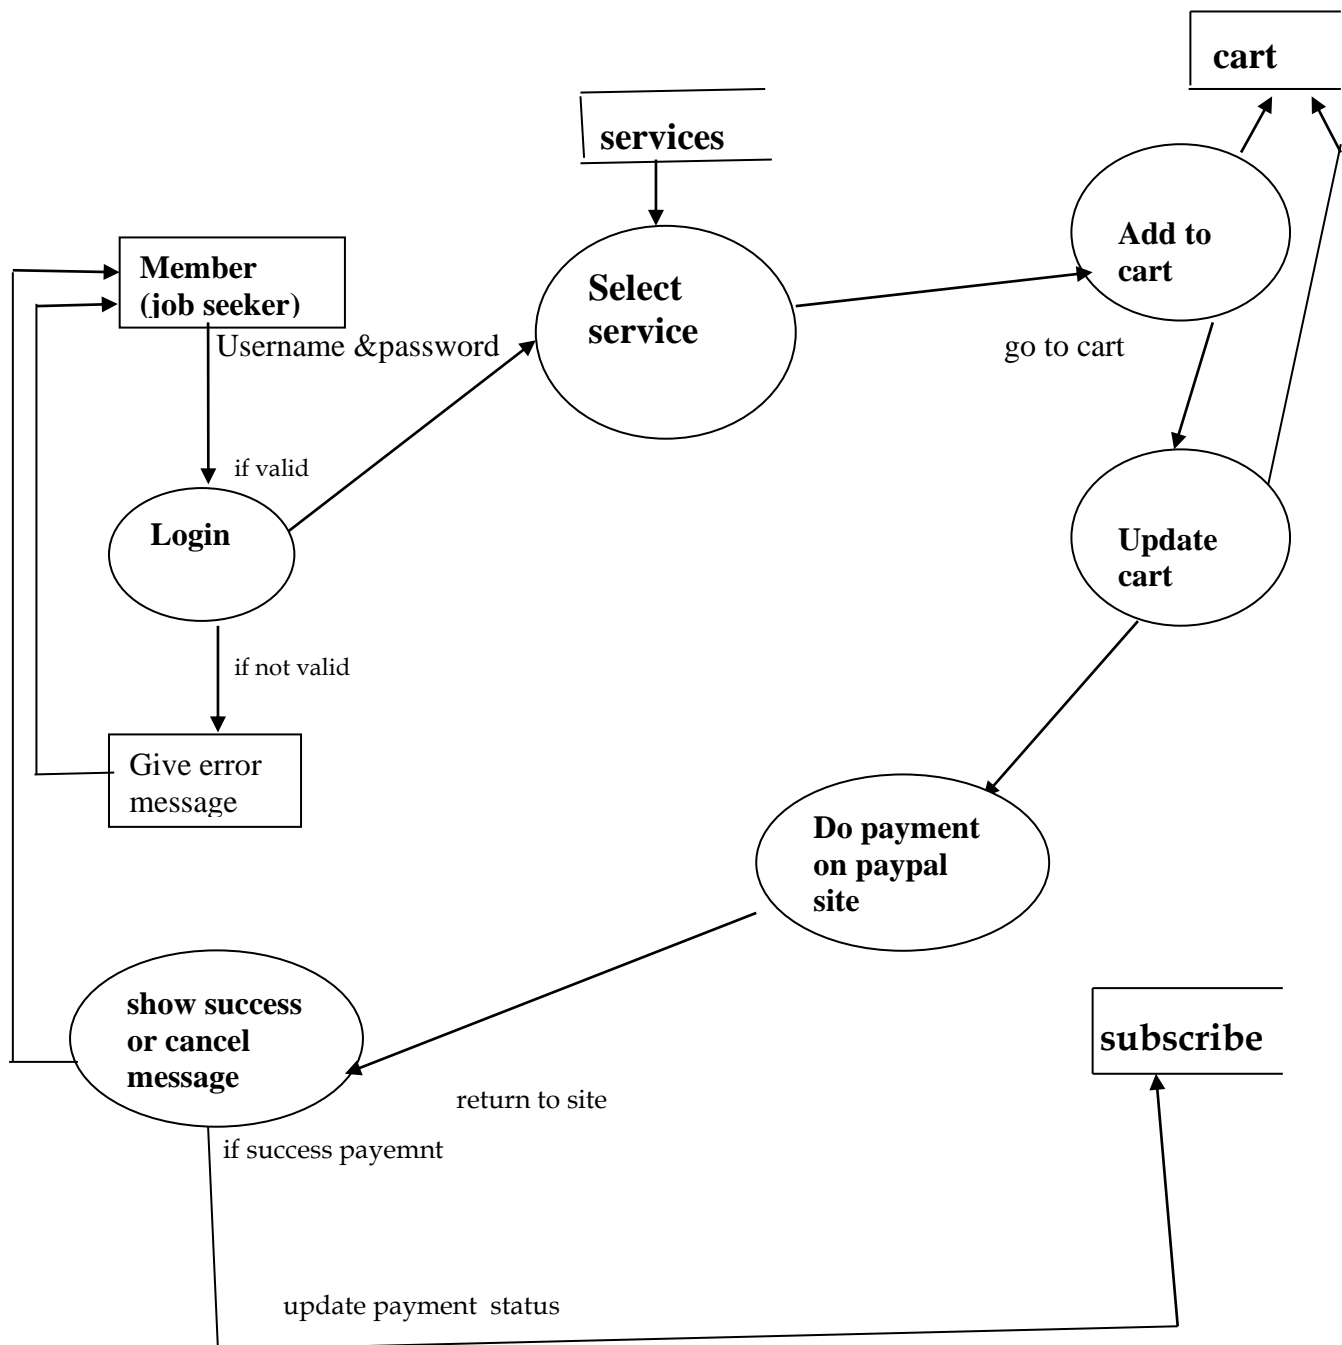 cart
services
Add to
cart
Member
(job seeker)
Select
service
Username &password
go to cart
if valid
Login
Update
cart
if not valid
Give error
message
Do payment
on paypal
site
show success
or cancel
message
subscribe
return to site
if success payemnt
update payment  status